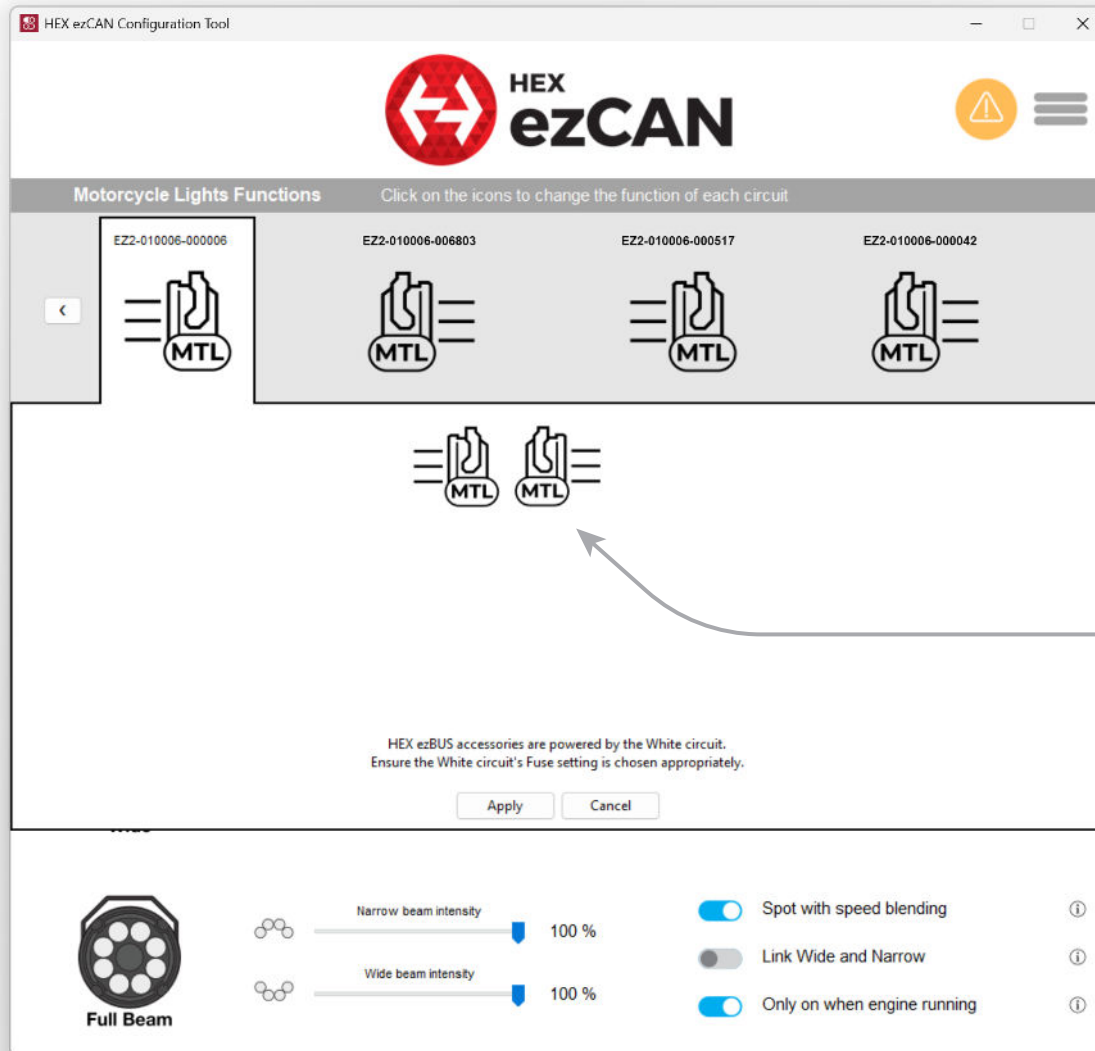 HEX ezCAN Configuration Tool
HEX
ezCAN
Motorcycle Lights Functions Click on the icons to change the function of each circuit
EZ2-010006-000006 EZ2-010006-006803 EZ2-010006-000517 EZ2-010006-000042
MTL MTL MTL MTL
MTL MTL
HEX ezBUS accessories are powered by the White circuit.
Ensure the White circuit's Fuse setting is chosen appropriately.
Apply Cancel
Narrow beam intensity 100 % Spot with speed blending
Link Wide and Narrow
Wide beam intensity 100 % Only on when engine running
Full Beam